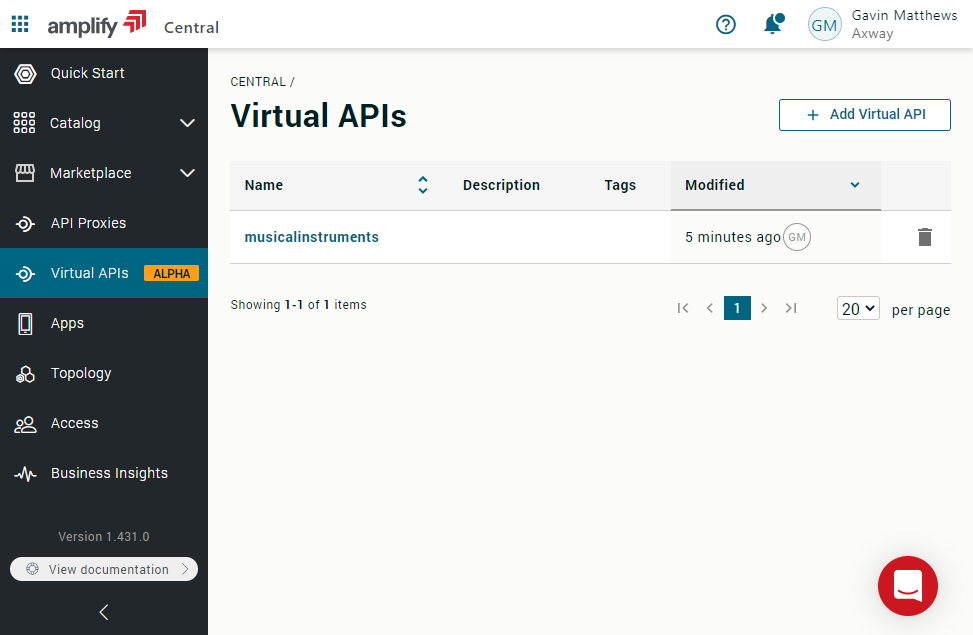 amplify Central
GM
Gavin Matthews
Axway
Quick Start
Catalog
Marketplace
API Proxies
Virtual APIs ALPHA
Apps
Topology
Access
Business Insights
Version 1.431.0
View documentation
CENTRAL /
Virtual APIs
+ Add Virtual API
Name Description Tags Modified
musicalinstruments 5 minutes ago GM
Showing 1-1 of 1 items
1 20 per page